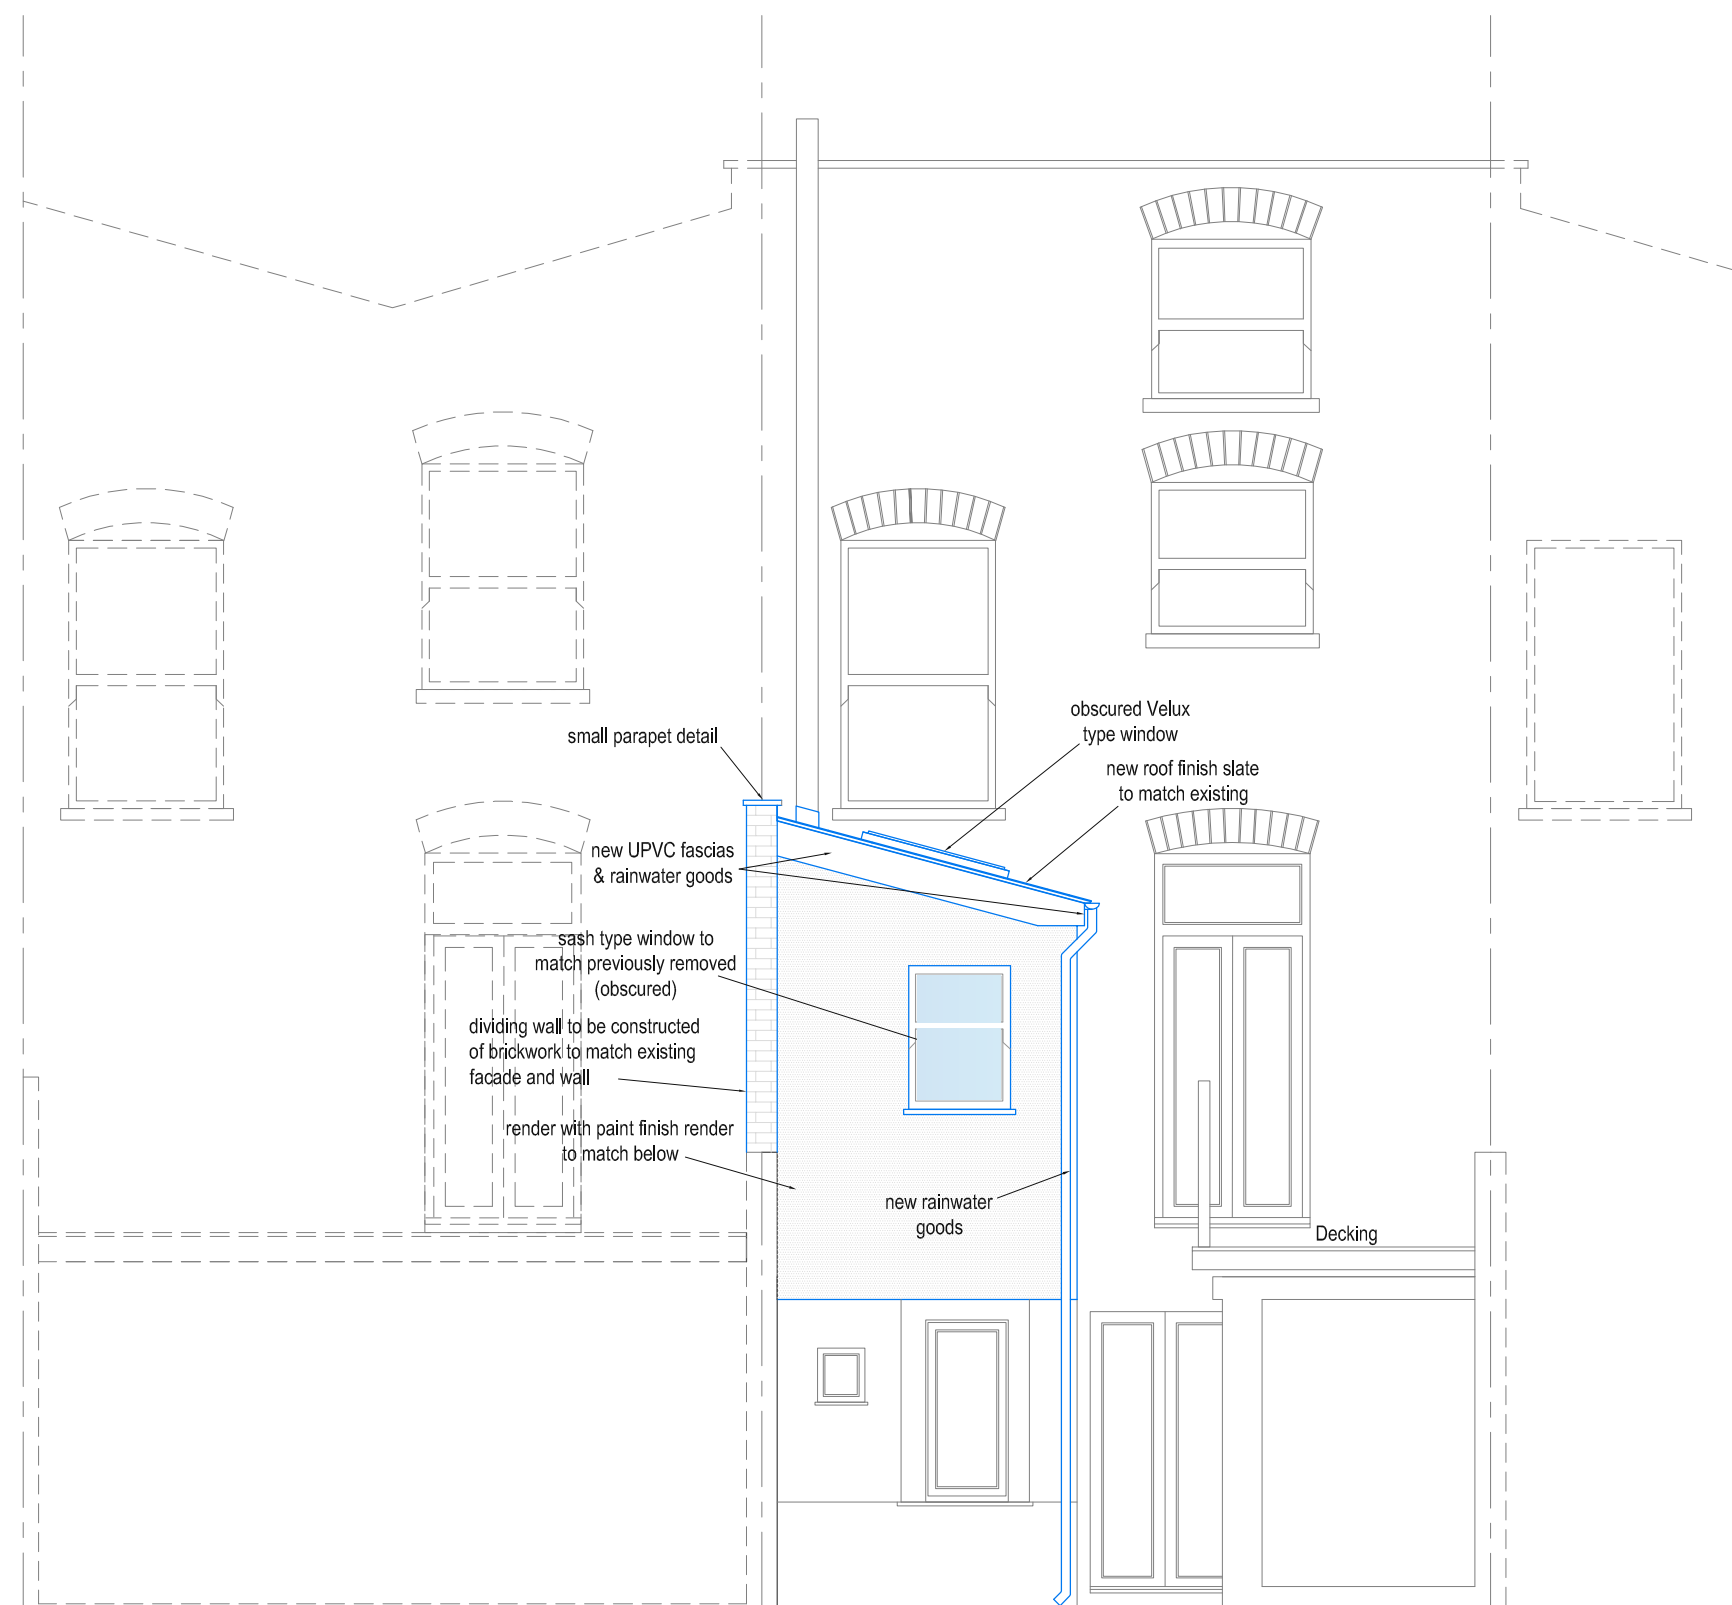 small parapet detail
obscured Velux
type window
new roof finish slate
to match existing
new UPVC fascias
& rainwater goods
sash type window to
match previously removed
(obscured)
dividing wall to be constructed
of brickwork to match existing
facade and wall
render with paint finish render
to match below
new rainwater
goods
Decking